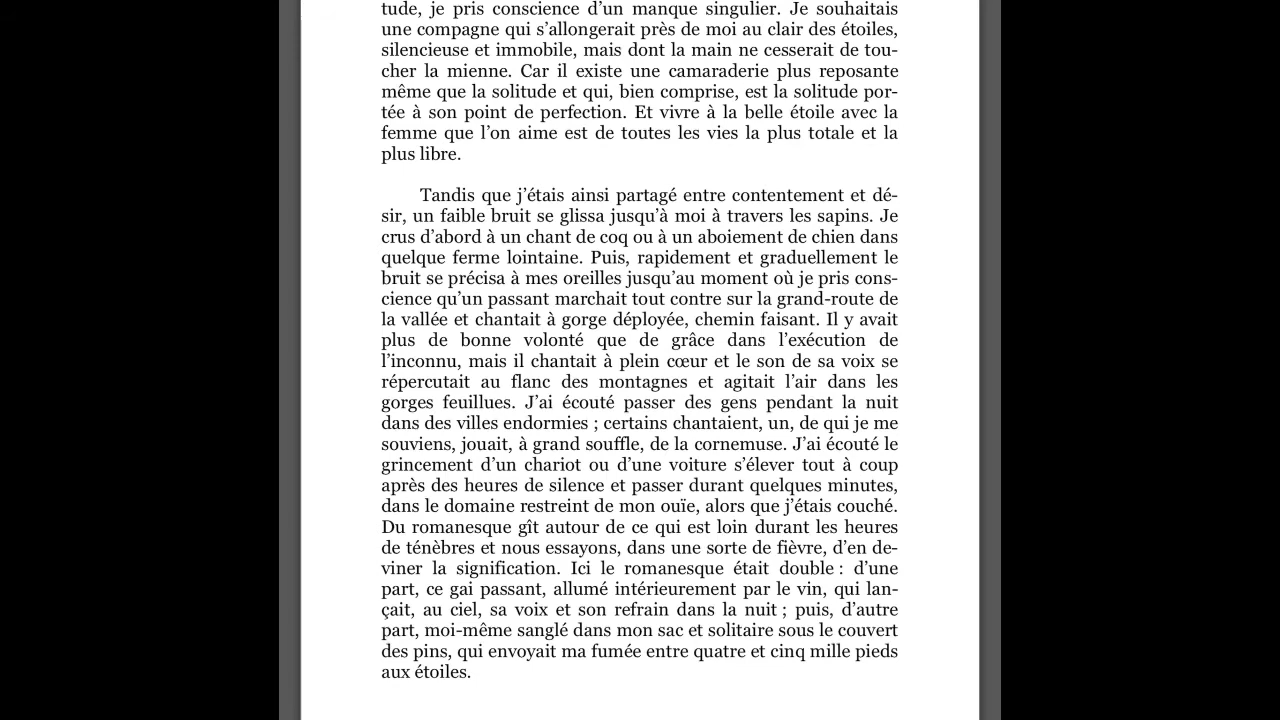 tude, je pris conscience d’un manque singulier. Je souhaitais
une compagne qui s’allongerait près de moi au clair des étoiles,
silencieuse et immobile, mais dont la main ne cesserait de tou-
cher la mienne. Car il existe une camaraderie plus reposante
même que la solitude et qui, bien comprise, est la solitude por-
tée à son point de perfection. Et vivre à la belle étoile avec la
femme que l’on aime est de toutes les vies la plus totale et la
plus libre.
Tandis que j’étais ainsi partagé entre contentement et dé-
sir, un faible bruit se glissa jusqu’à moi à travers les sapins. Je
crus d’abord à un chant de coq ou à un aboiement de chien dans
quelque ferme lointaine. Puis, rapidement et graduellement le
bruit se précisa à mes oreilles jusqu’au moment où je pris cons-
cience qu’un passant marchait tout contre sur la grand-route de
la vallée et chantait à gorge déployée, chemin faisant. Il y avait
plus de bonne volonté que de grâce dans l’exécution de
l’inconnu, mais il chantait à plein cœur et le son de sa voix se
répercutait au flanc des montagnes et agitait l’air dans les
gorges feuillues. J’ai écouté passer des gens pendant la nuit
dans des villes endormies ; certains chantaient, un, de qui je me
souviens, jouait, à grand souffle, de la cornemuse. J’ai écouté le
grincement d’un chariot ou d’une voiture s’élever tout à coup
après des heures de silence et passer durant quelques minutes,
dans le domaine restreint de mon ouïe, alors que j’étais couché.
Du romanesque gît autour de ce qui est loin durant les heures
de ténèbres et nous essayons, dans une sorte de fièvre, d’en de-
viner la signification. Ici le romanesque était double : d’une
part, ce gai passant, allumé intérieurement par le vin, qui lan-
çait, au ciel, sa voix et son refrain dans la nuit ; puis, d’autre
part, moi-même sanglé dans mon sac et solitaire sous le couvert
des pins, qui envoyait ma fumée entre quatre et cinq mille pieds
aux étoiles.